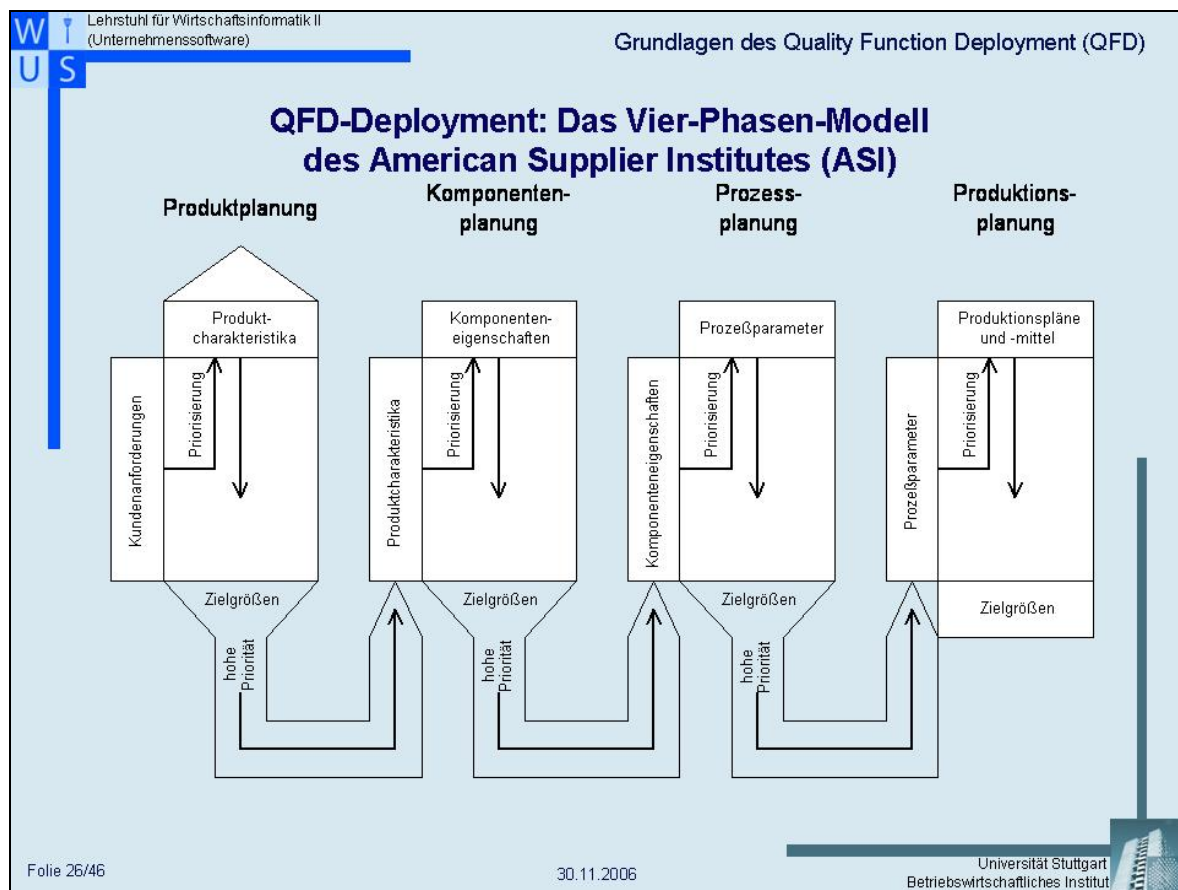 W
U S
Lehrstuhl für Wirtschaftsinformatik II
(Unternehmenssoftware)
Grundlagen des Quality Function Deployment (QFD)
QFD-Deployment: Das Vier-Phasen-Modell
des American Supplier Institutes (ASI)
Produktplanung
Komponenten-
planung
Prozess-
planung
Produktions-
planung
Produkt-
charakteristika
Kundenanforderungen
Priorisierung
Zielgrößen
hohe
Priorität
Komponenten-
eigenschaften
Produktcharakteristika
Priorisierung
Zielgrößen
hohe
Priorität
Prozeßparameter
Komponenteneigenschaften
Priorisierung
Zielgrößen
hohe
Priorität
Produktionspläne
und -mittel
Prozeßparameter
Priorisierung
Zielgrößen
Folie 26/46
30.11.2006
Universität Stuttgart
Betriebswirtschaftliches Institut